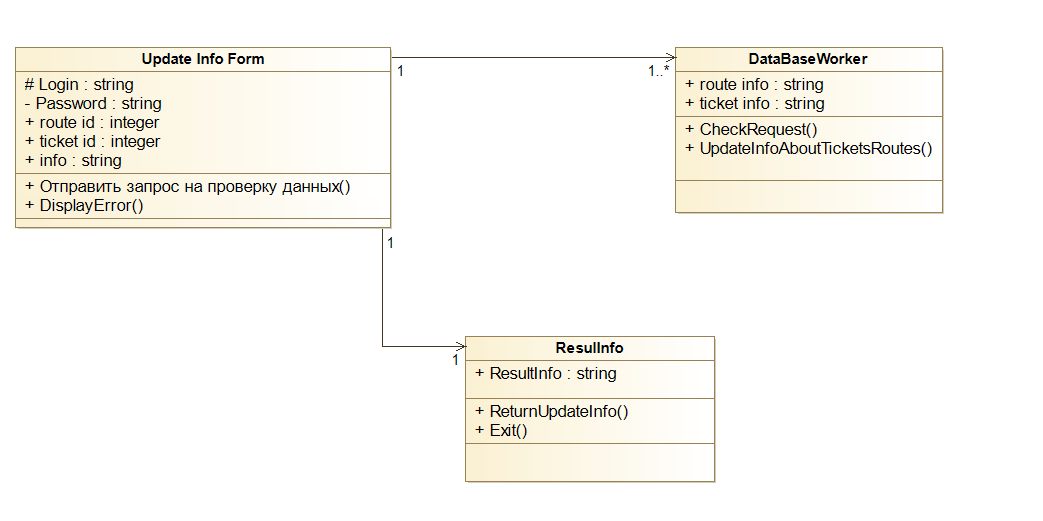 Update Info Form
# Login : string
- Password : string
+ route id : integer
+ ticket id : integer
+ info : string
+ Отправить запрос на проверку данных()
+ DisplayError()
1
1..*
DataBaseWorker
+ route info : string
+ ticket info : string
+ CheckRequest()
+ UpdateInfoAboutTicketsRoutes()
1
1
ResulInfo
+ ResultInfo : string
+ ReturnUpdateInfo()
+ Exit()